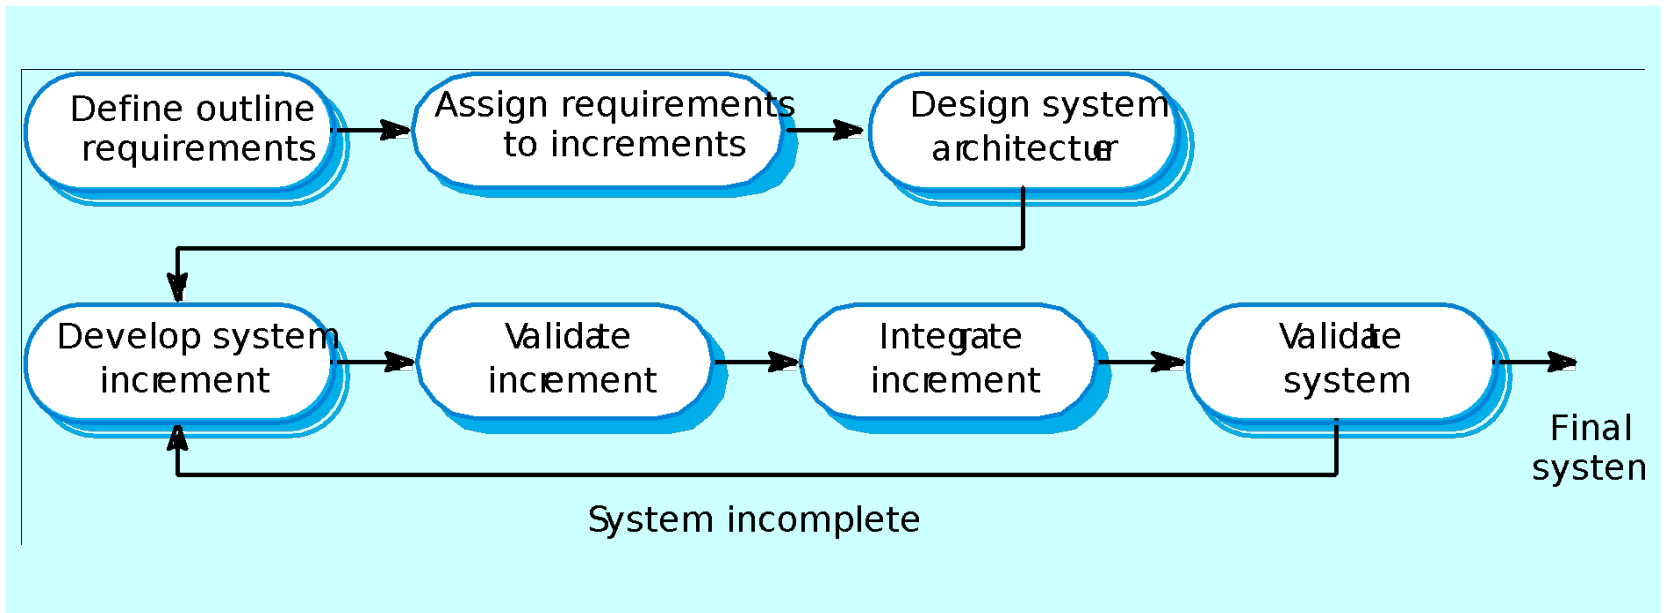 Define outline
requirements
Assign requirements
to increments
Design system
architecture
Develop system
increment
Validate
increment
Integrate
increment
Validate
system
Final
systen
System incomplete